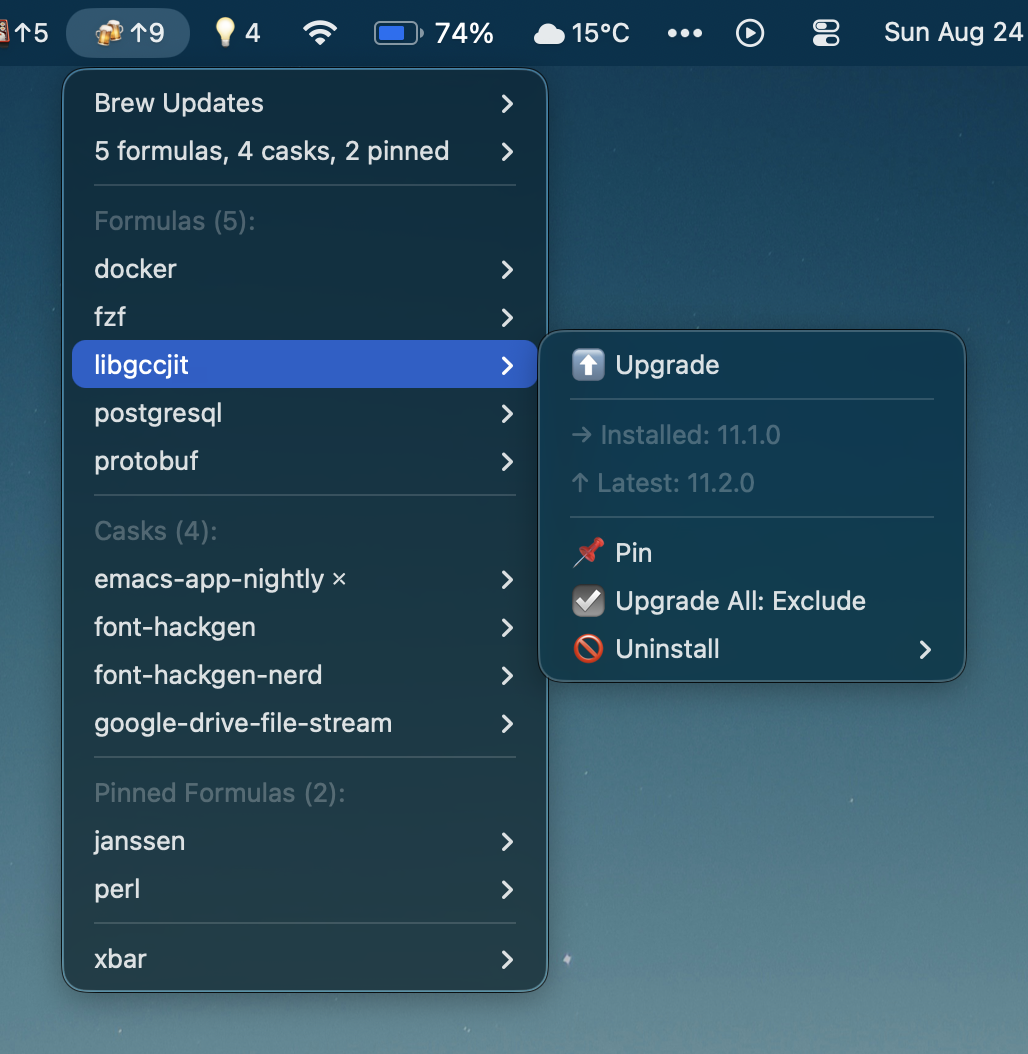 ↑5 ↑9 4 74% 15°C Sun Aug 24
Brew Updates
5 formulas, 4 casks, 2 pinned
Formulas (5):
docker
fzf
libgccjit
postgresql
protobuf
Casks (4):
emacs-app-nightly ×
font-hackgen
font-hackgen-nerd
google-drive-file-stream
Pinned Formulas (2):
janssen
perl
xbar
Upgrade
→ Installed: 11.1.0
↑ Latest: 11.2.0
Pin
Upgrade All: Exclude
Uninstall